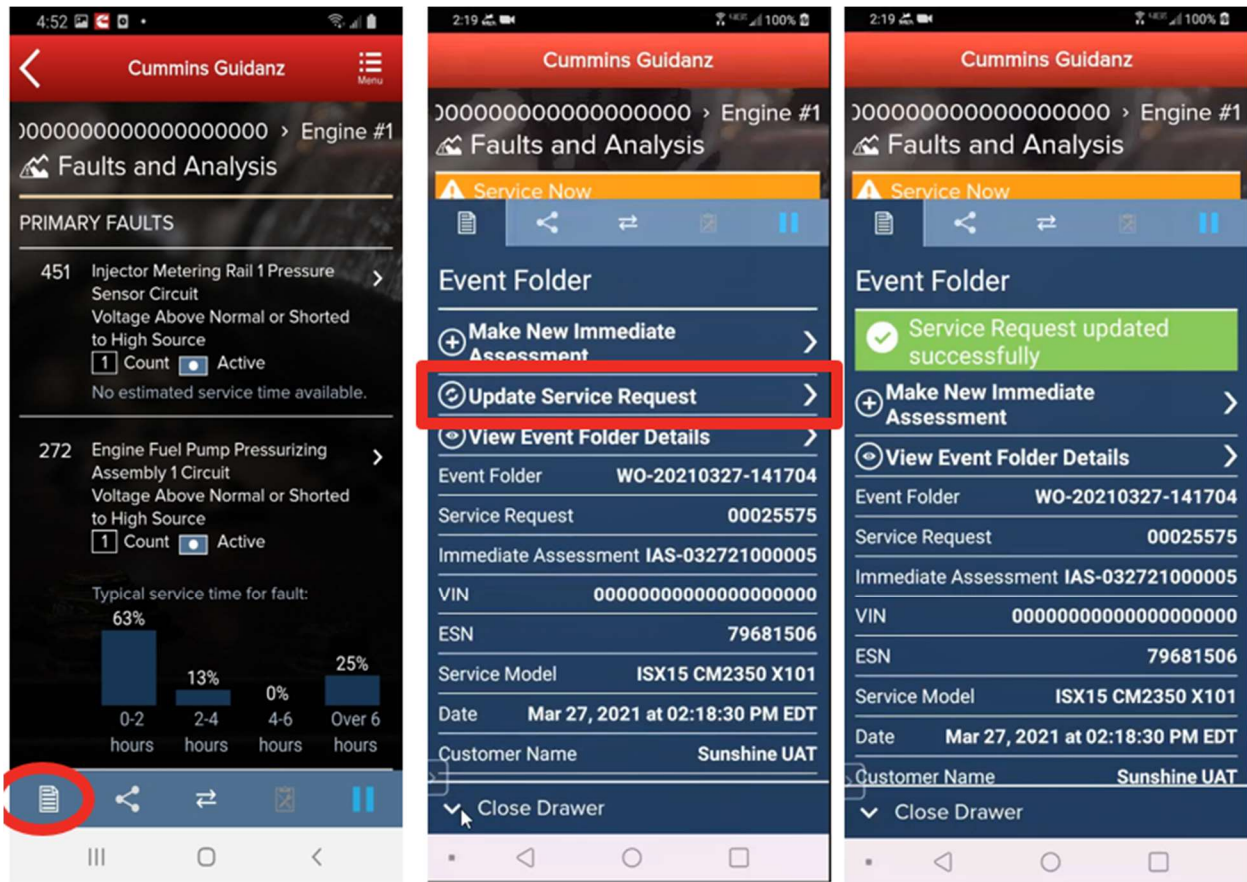 4:52
Cummins Guidanz
Menu
00000000000000000000 › Engine #1
Faults and Analysis
PRIMARY FAULTS
451 Injector Metering Rail 1 Pressure
Sensor Circuit
Voltage Above Normal or Shorted
to High Source
1 Count Active
No estimated service time available.
272 Engine Fuel Pump Pressurizing
Assembly 1 Circuit
Voltage Above Normal or Shorted
to High Source
1 Count Active
Typical service time for fault:
63%
13%
0%
25%
0-2 2-4 4-6 Over 6
hours hours hours hours
2:19 100%
Cummins Guidanz
00000000000000000000 › Engine #1
Faults and Analysis
Service Now
Event Folder
Make New Immediate
Assessment
Update Service Request
View Event Folder Details
Event Folder WO-20210327-141704
Service Request 00025575
Immediate Assessment IAS-032721000005
VIN 00000000000000000000
ESN 79681506
Service Model ISX15 CM2350 X101
Date Mar 27, 2021 at 02:18:30 PM EDT
Customer Name Sunshine UAT
Close Drawer
2:19 100%
Cummins Guidanz
00000000000000000000 › Engine #1
Faults and Analysis
Service Now
Event Folder
Service Request updated
successfully
Make New Immediate
Assessment
View Event Folder Details
Event Folder WO-20210327-141704
Service Request 00025575
Immediate Assessment IAS-032721000005
VIN 00000000000000000000
ESN 79681506
Service Model ISX15 CM2350 X101
Date Mar 27, 2021 at 02:18:30 PM EDT
Customer Name Sunshine UAT
Close Drawer